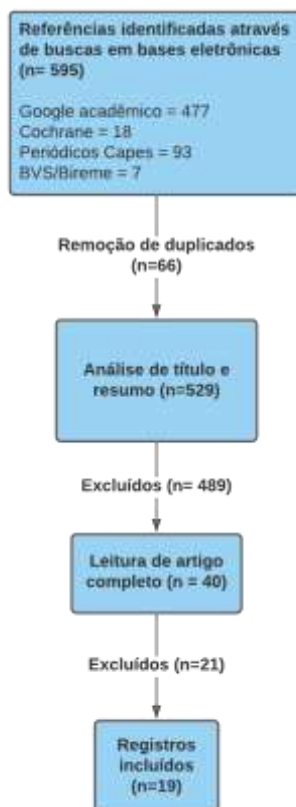 Referências identificadas através
de buscas em bases eletrônicas
(n= 595)
Google acadêmico = 477
Cochrane = 18
Periódicos Capes = 93
BVS/Bireme = 7
Remoção de duplicados
(n=66)
Análise de título e
resumo (n=529)
Excluídos (n= 489)
Leitura de artigo
completo (n = 40)
Excluídos (n=21)
Registros
incluídos
(n=19)